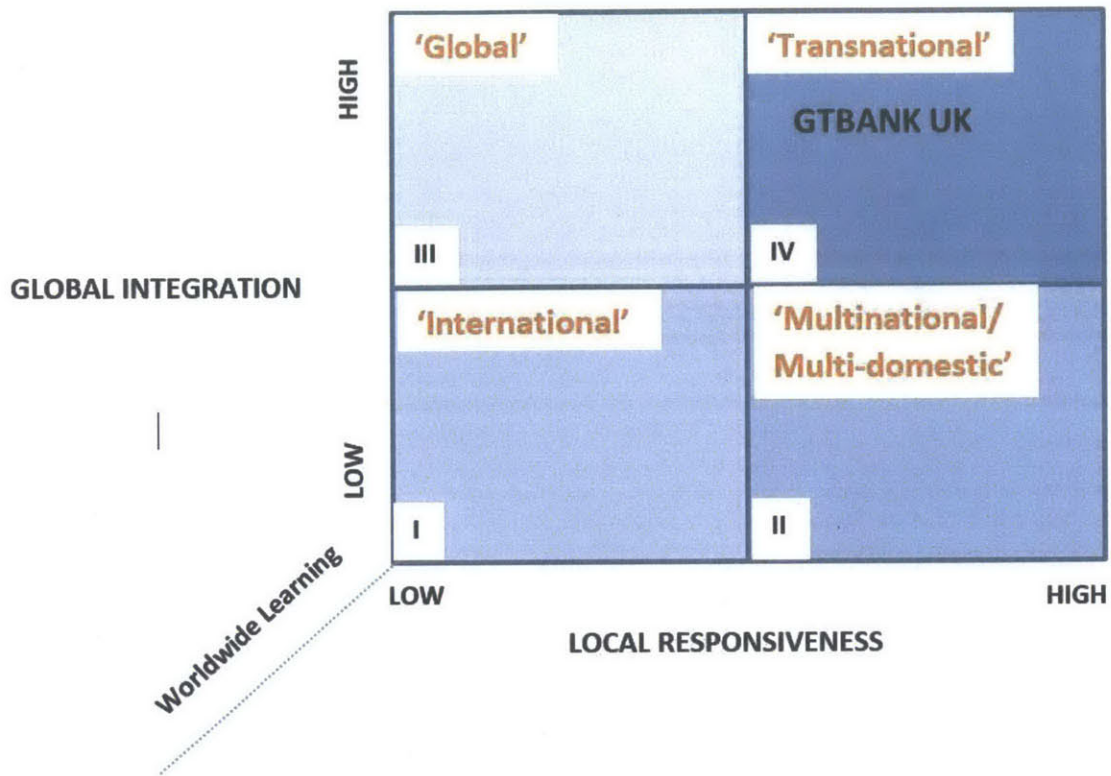 ‘Global’
‘Transnational’
HIGH
GTBANK UK
III
IV
GLOBAL INTEGRATION
‘International’
‘Multinational/
Multi-domestic’
LOW
I
II
Worldwide Learning
LOW
HIGH
LOCAL RESPONSIVENESS